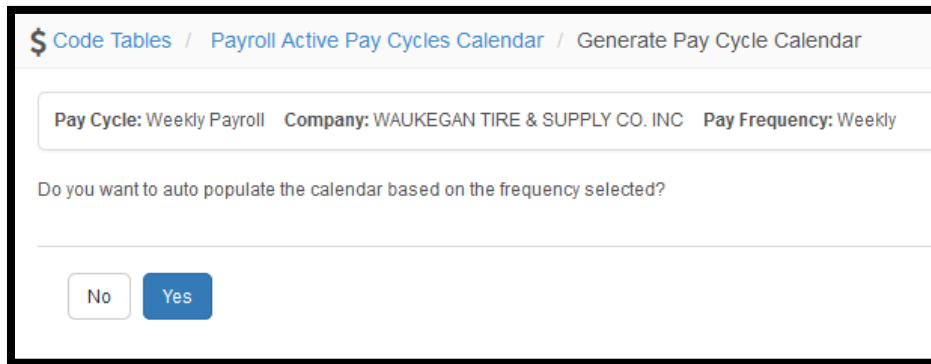 $ Code Tables / Payroll Active Pay Cycles Calendar / Generate Pay Cycle Calendar
Pay Cycle: Weekly Payroll Company: WAUKEGAN TIRE & SUPPLY CO. INC Pay Frequency: Weekly
Do you want to auto populate the calendar based on the frequency selected?
No Yes